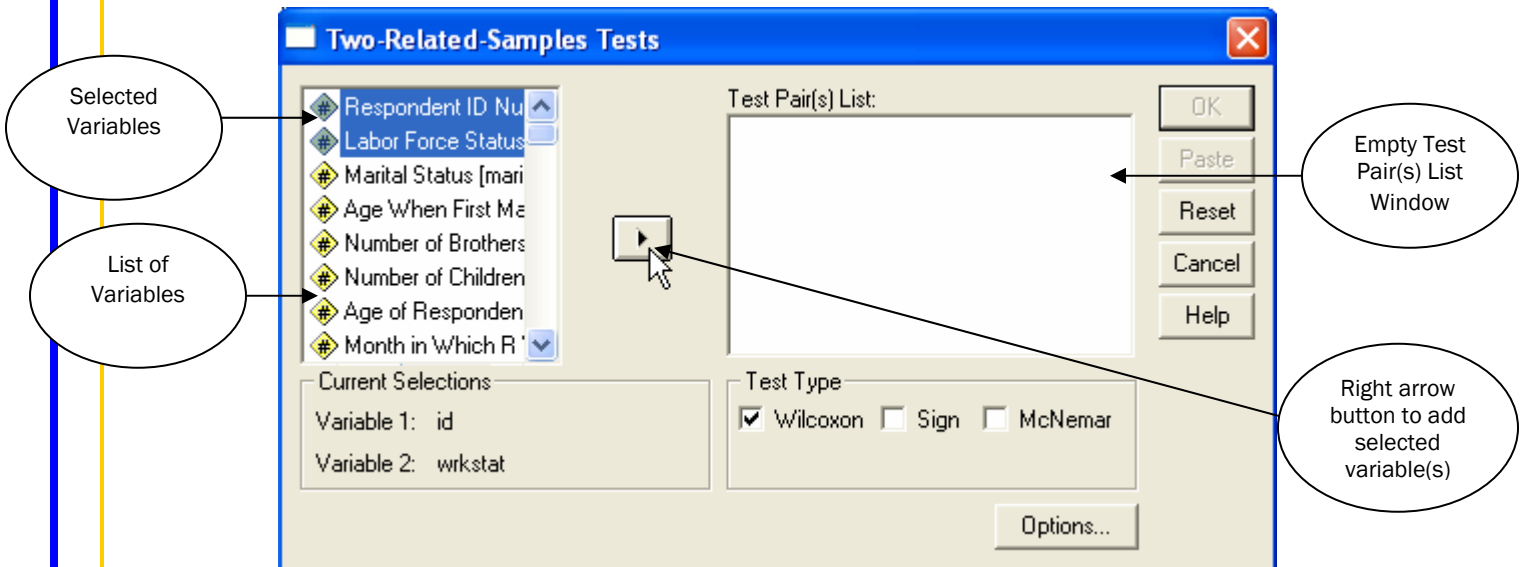 Two-Related-Samples Tests
Selected
Variables
List of
Variables
Respondent ID Nu
Labor Force Status
Marital Status [mari
Age When First Ma
Number of Brothers
Number of Children
Age of Responden
Month in Which R
Test Pair(s) List:
OK
Paste
Reset
Cancel
Help
Empty Test
Pair(s) List
Window
Right arrow
button to add
selected
variable(s)
Current Selections
Variable 1: id
Variable 2: wrkstat
Test Type
Wilcoxon Sign McNemar
Options...